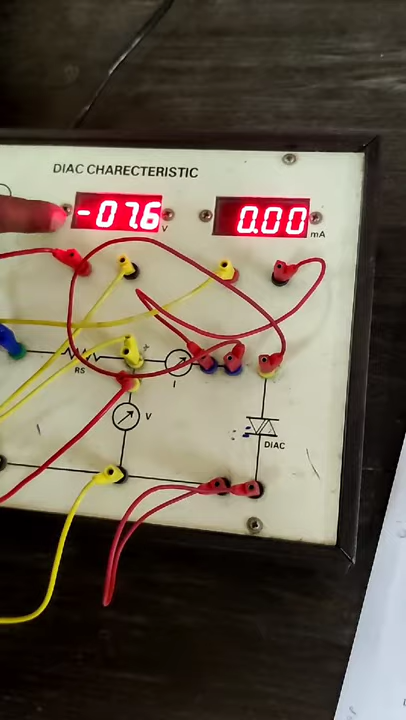 DIAC CHARECTERISTIC
-07.6 V
0.00 mA
+
RS
I
V
DIAC